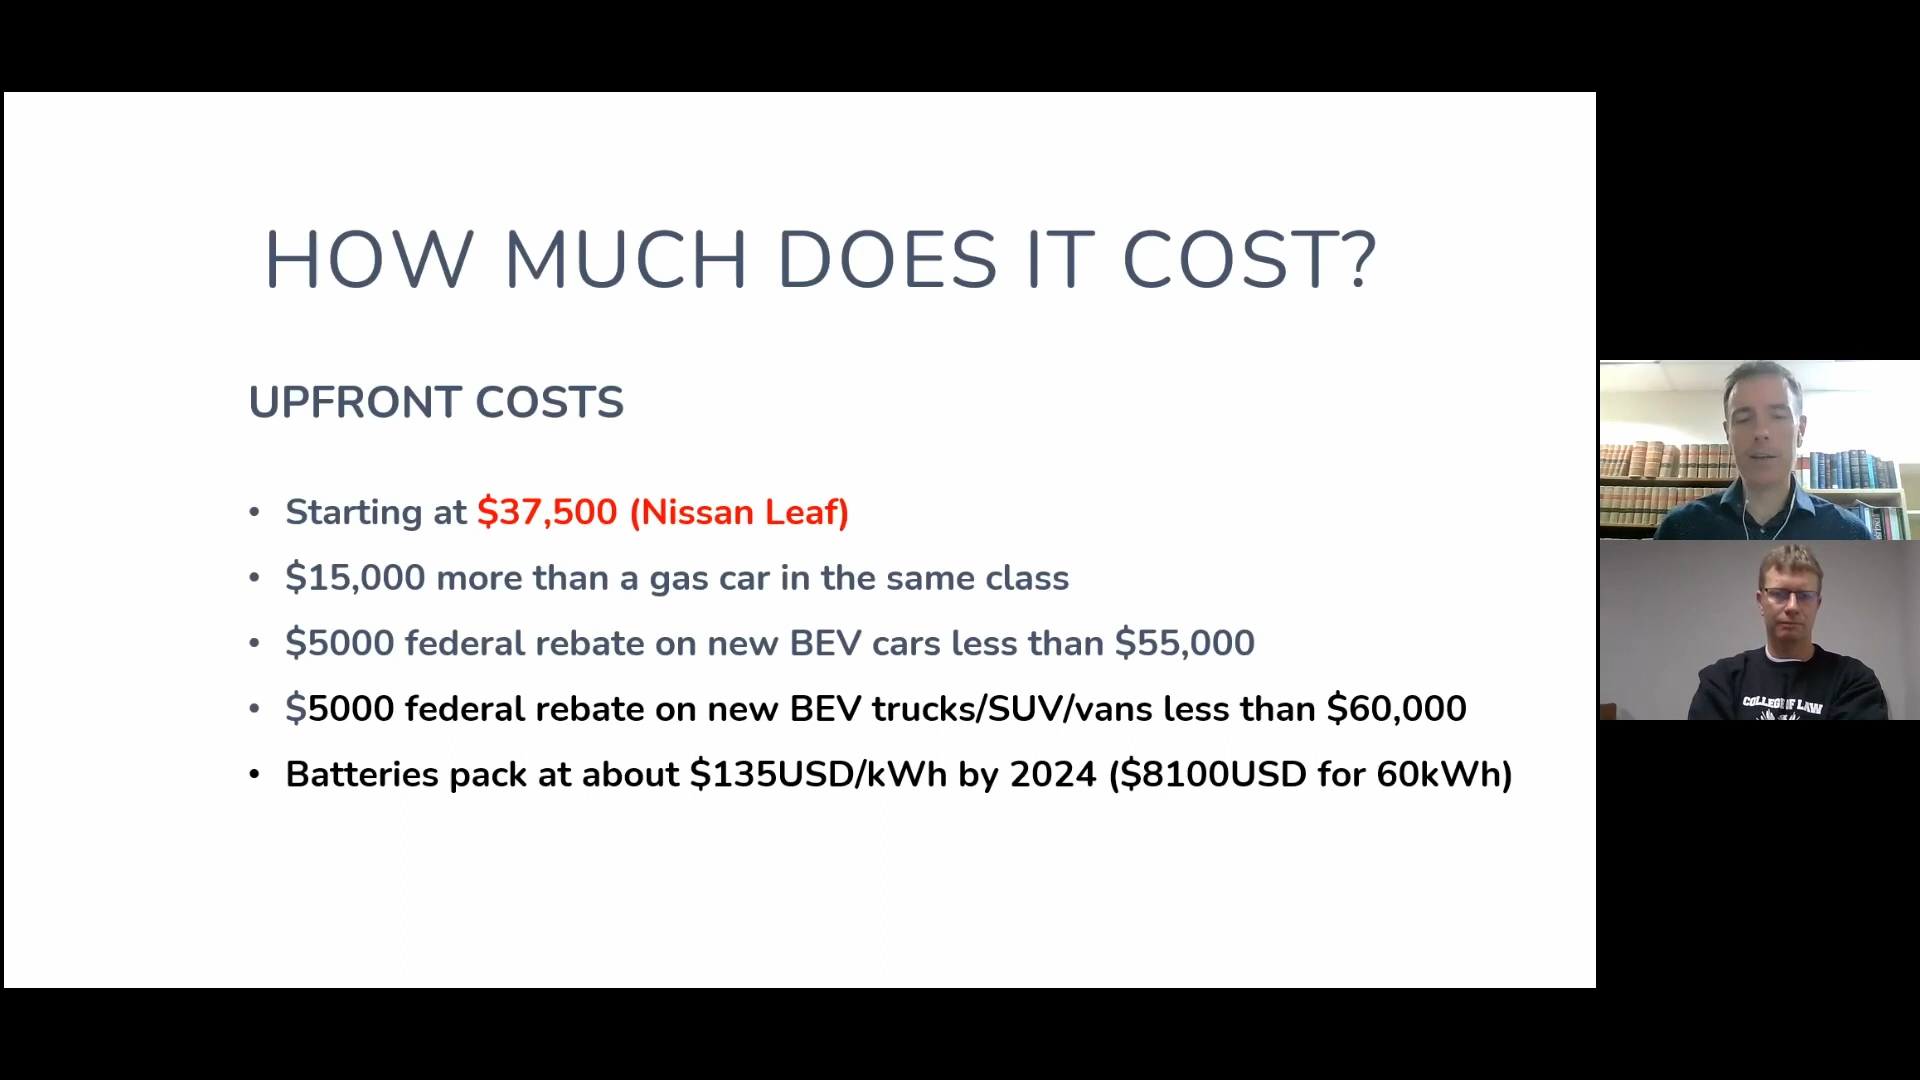 HOW MUCH DOES IT COST?
UPFRONT COSTS
• Starting at $37,500 (Nissan Leaf)
• $15,000 more than a gas car in the same class
• $5000 federal rebate on new BEV cars less than $55,000
• $5000 federal rebate on new BEV trucks/SUV/vans less than $60,000
• Batteries pack at about $135USD/kWh by 2024 ($8100USD for 60kWh)
COLLEGE OF LAW